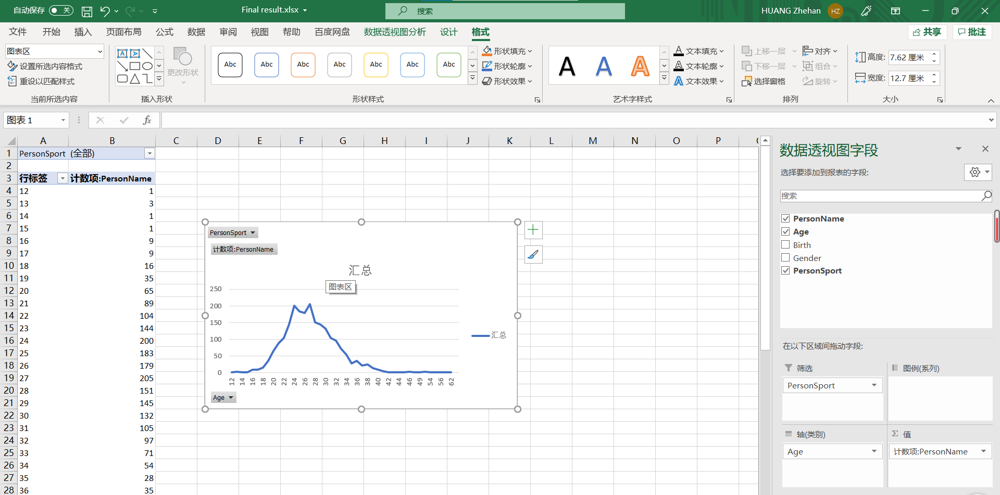 自动保存 关 Final result.xlsx 搜索 HUANG Zhehan HZ
文件 开始 插入 页面布局 公式 数据 审阅 视图 帮助 百度网盘 数据透视图分析 设计 格式 共享 批注
图表区
设置所选内容格式
重设以匹配样式
当前所选内容
A A
更改形状
插入形状
Abc Abc Abc Abc Abc Abc Abc
形状填充
形状轮廓
形状效果
形状样式
A A A
A 文本填充
A 文本轮廓
A 文本效果
艺术字样式
上移一层 对齐
下移一层 组合
选择窗格 旋转
排列
高度: 7.62 厘米
宽度: 12.7 厘米
大小
图表 1 fx
A B C D E F G H I J K L M N O P
1 PersonSport (全部)
2
3 行标签 计数项:PersonName
4 12 1
5 13 3
6 14 1
7 15 1
8 16 9
9 17 9
10 18 16
11 19 35
12 20 65
13 21 89
14 22 104
15 23 144
16 24 200
17 25 183
18 26 179
19 27 205
20 28 151
21 29 145
22 30 132
23 31 105
24 32 97
25 33 71
26 34 54
27 35 28
28 36 35
PersonSport
计数项:PersonName
汇总
图表区
250
200
150
100
50
0
12 14 16 18 20 22 24 26 28 30 32 34 36 38 40 42 44 46 49 54 56 62
汇总
Age
数据透视图字段
选择要添加到报表的字段:
搜索
PersonName
Age
Birth
Gender
PersonSport
在以下区域间拖动字段:
筛选 图例(系列)
PersonSport
轴(类别) Σ 值
Age 计数项:PersonName